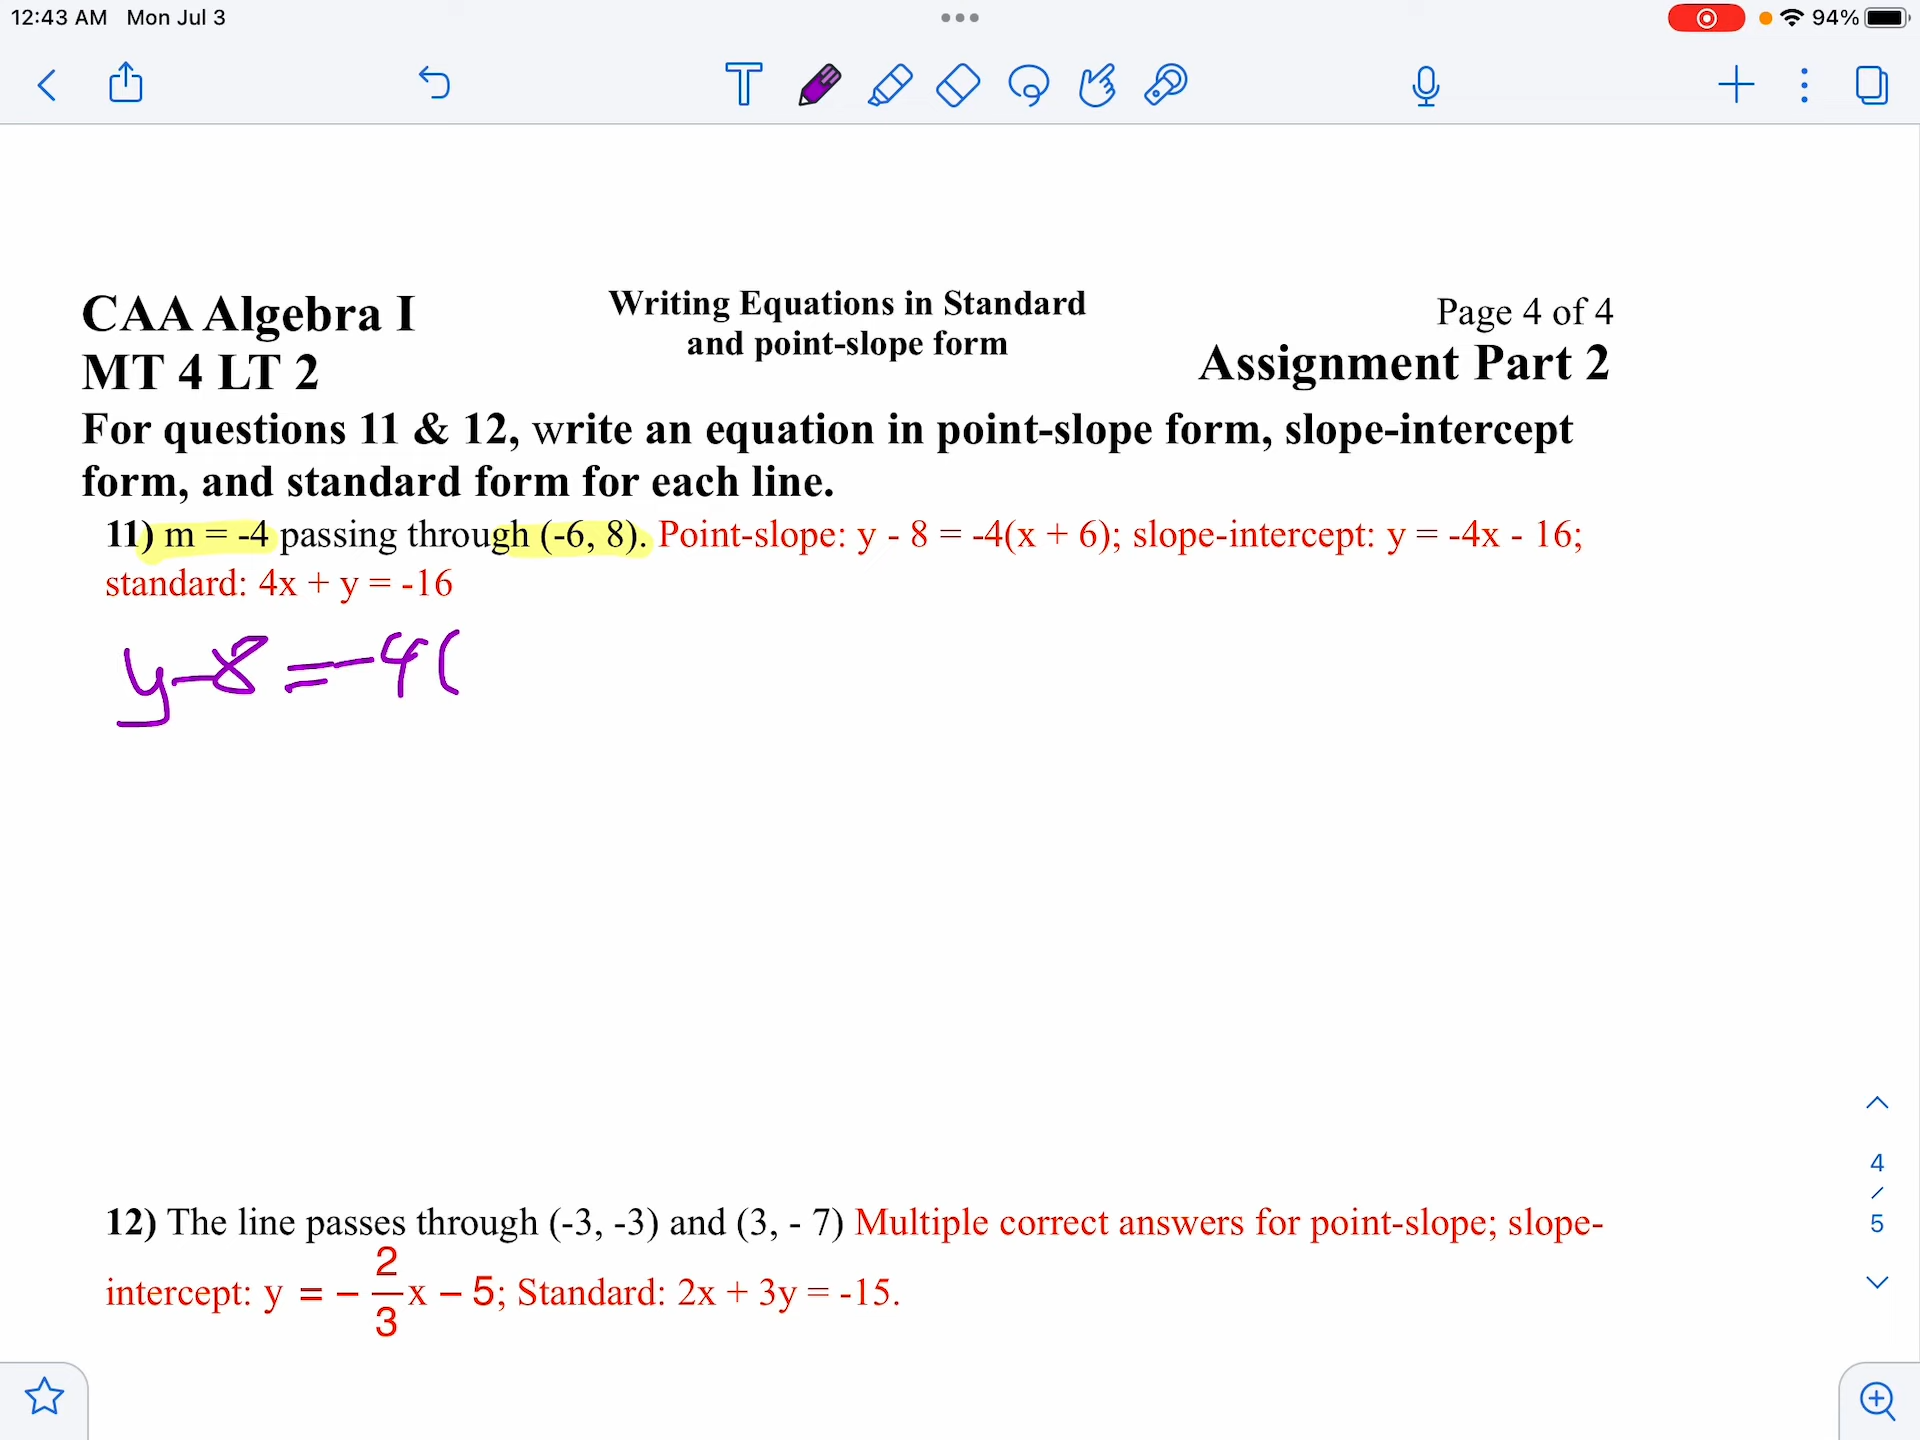 12:43 AM Mon Jul 3
94%
CAA Algebra I
Writing Equations in Standard
and point-slope form
Page 4 of 4
MT 4 LT 2
Assignment Part 2
For questions 11 & 12, write an equation in point-slope form, slope-intercept
form, and standard form for each line.
11) m = -4 passing through (-6, 8). Point-slope: y - 8 = -4(x + 6); slope-intercept: y = -4x - 16;
standard: 4x + y = -16
y-8=-4(
12) The line passes through (-3, -3) and (3, - 7) Multiple correct answers for point-slope; slope-
intercept: y = −2/3x − 5; Standard: 2x + 3y = -15.
4
/
5